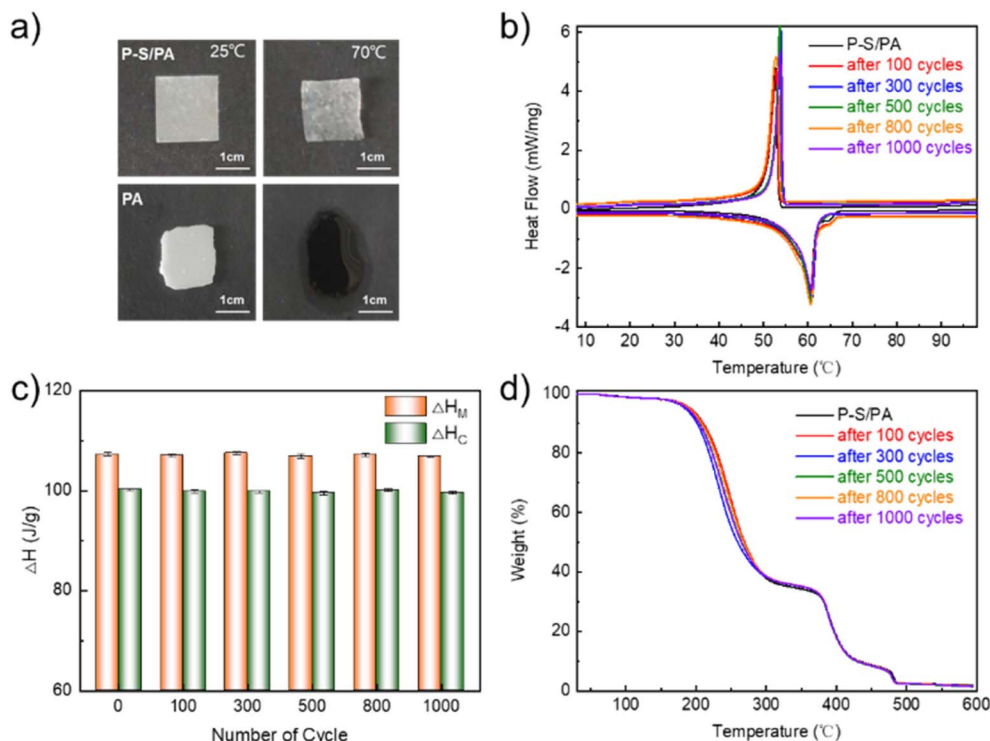 a)
P-S/PA 25℃
70℃
1cm
1cm
PA
1cm
1cm
b)
6
4
2
0
-2
-4
Heat Flow (mW/mg)
P-S/PA
after 100 cycles
after 300 cycles
after 500 cycles
after 800 cycles
after 1000 cycles
10 20 30 40 50 60 70 80 90
Temperature (℃)
c)
120
100
80
60
△H (J/g)
△HM
△HC
0 100 300 500 800 1000
Number of Cycle
d)
100
80
60
40
20
0
Weight (%)
P-S/PA
after 100 cycles
after 300 cycles
after 500 cycles
after 800 cycles
after 1000 cycles
100 200 300 400 500 600
Temperature (℃)